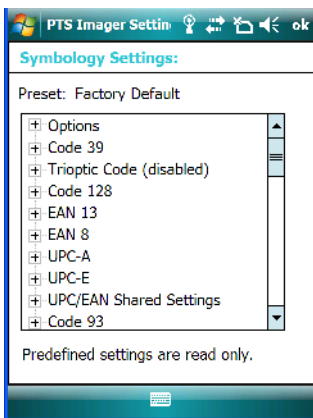 PTS Imager Settin
ok
Symbology Settings:
Preset: Factory Default
Options
Code 39
Trioptic Code (disabled)
Code 128
EAN 13
EAN 8
UPC-A
UPC-E
UPC/EAN Shared Settings
Code 93
Predefined settings are read only.